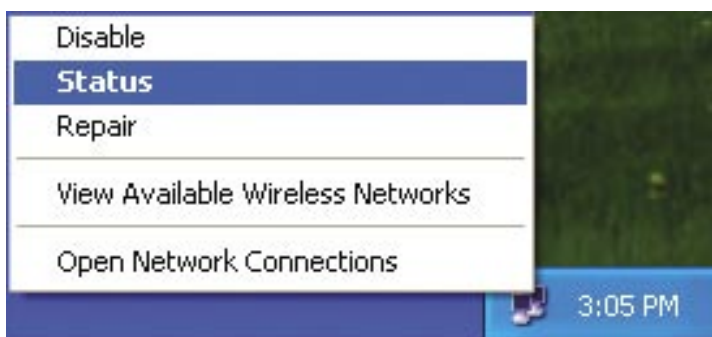 Disable
Status
Repair
View Available Wireless Networks
Open Network Connections
3:05 PM